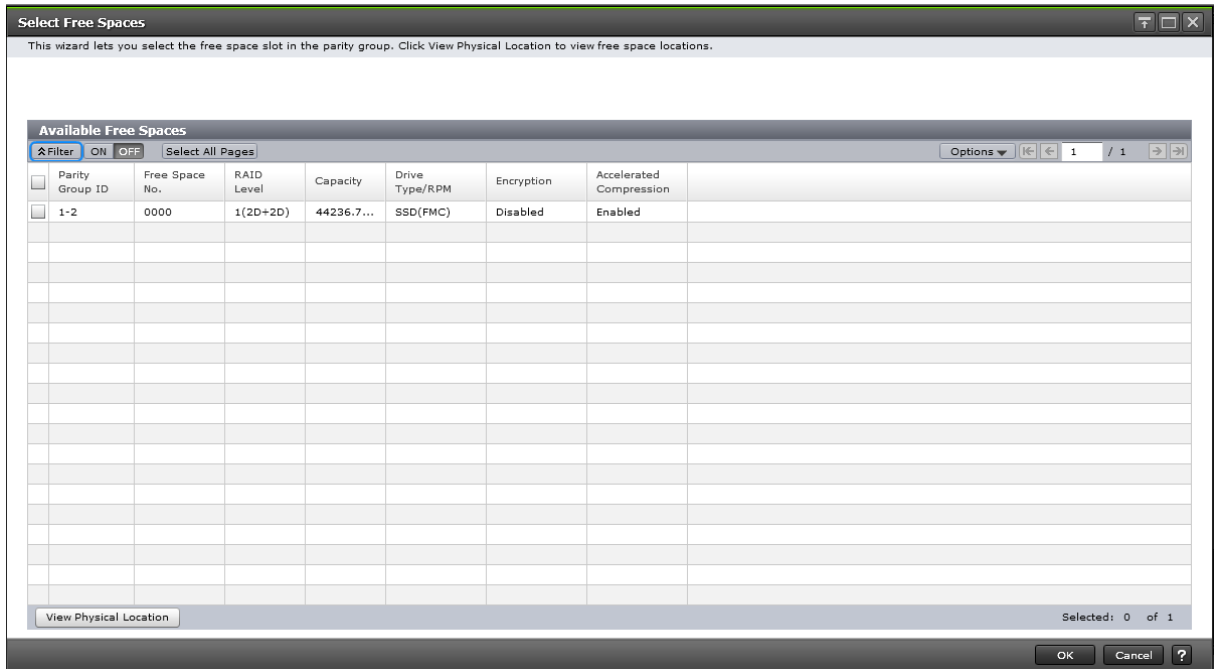 Select Free Spaces
This wizard lets you select the free space slot in the parity group. Click View Physical Location to view free space locations.
Available Free Spaces
Filter ON OFF Select All Pages Options 1 / 1
Parity Group ID Free Space No. RAID Level Capacity Drive Type/RPM Encryption Accelerated Compression
1-2 0000 1(2D+2D) 44236.7... SSD(FMC) Disabled Enabled
View Physical Location Selected: 0 of 1
OK Cancel ?